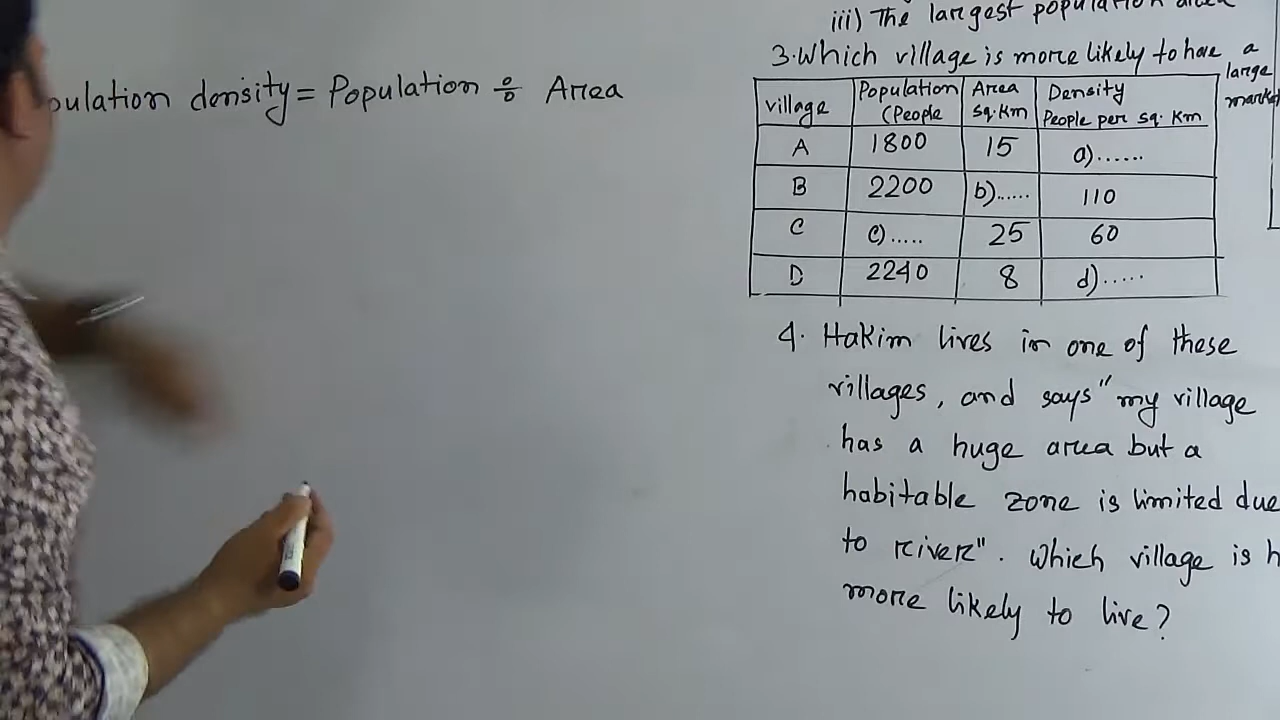 pulation density = Population ÷ Area
iii) The largest population area
3. Which village is more likely to have a large market
village Population (People Area sq.km Density People per sq. km
A 1800 15 a)......
B 2200 b)...... 110
C c)..... 25 60
D 2240 8 d).....
4. Hakim lives in one of these
villages, and says "my village
has a huge area but a
habitable zone is limited due
to river". Which village is h
more likely to live?